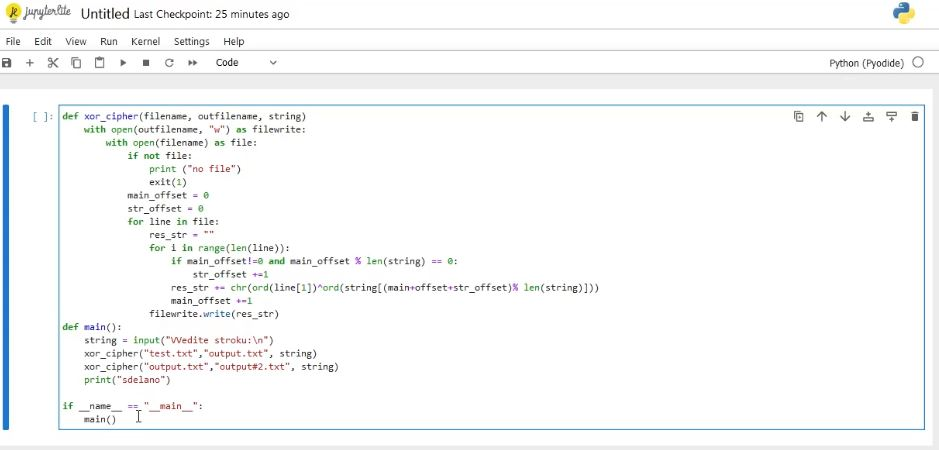 jupyterlite Untitled Last Checkpoint: 25 minutes ago
File Edit View Run Kernel Settings Help
Code Python (Pyodide)
[ ]: def xor_cipher(filename, outfilename, string)
with open(outfilename, "w") as filewrite:
with open(filename) as file:
if not file:
print ("no file")
exit(1)
main_offset = 0
str_offset = 0
for line in file:
res_str = ""
for i in range(len(line)):
if main_offset!=0 and main_offset % len(string) == 0:
str_offset +=1
res_str += chr(ord(line[1])^ord(string[(main+offset+str_offset)% len(string)]))
main_offset +=1
filewrite.write(res_str)
def main():
string = input("VVedite stroku:\n")
xor_cipher("test.txt","output.txt", string)
xor_cipher("output.txt","output#2.txt", string)
print("sdelano")
if __name__ == "__main__":
main()